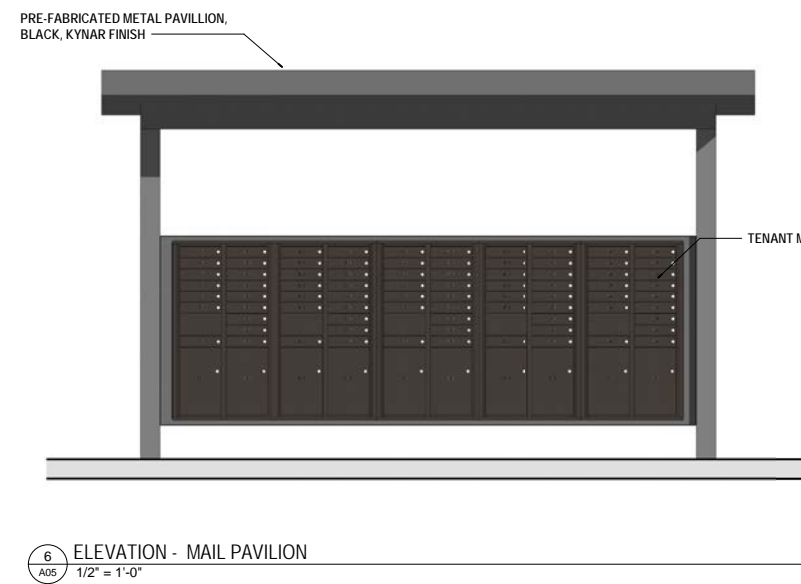 PRE-FABRICATED METAL PAVILLION,
BLACK, KYNAR FINISH
TENANT
6
A05
ELEVATION - MAIL PAVILION
1/2" = 1'-0"